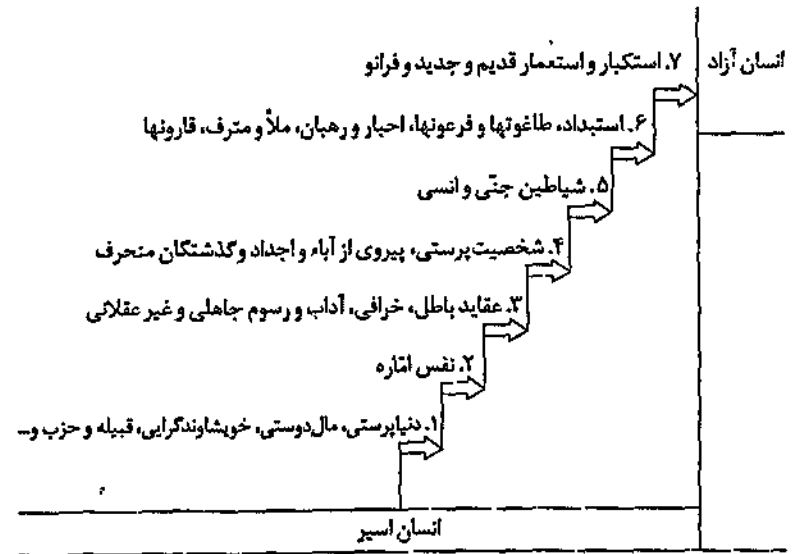 انسان آزاد
۷. استکبار و استعمار قدیم و جدید و فرانو
۶. استبداد، طاغوتها و فرعونها، احبار و رهبان، ملأ و مترف، قارونها
۵. شیاطین جنّی و انسی
۴. شخصیت‌پرستی، پیروی از آباء و اجداد و گذشتگان منحرف
۳. عقاید باطل، خرافی، آداب و رسوم جاهلی و غیر عقلائی
۲. نفس امّاره
۱. دنیاپرستی، مال‌دوستی، خویشاوندگرایی، قبیله و حزب و...
انسان اسیر